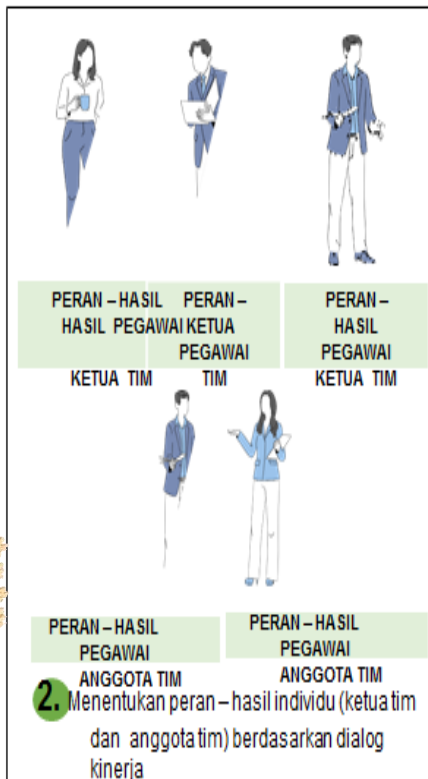 PERAN – HASIL
HASIL PEGAWAI
KETUA TIM
PERAN –
KETUA
PEGAWAI
TIM
PERAN –
HASIL
PEGAWAI
KETUA TIM
PERAN – HASIL
PEGAWAI
ANGGOTA TIM
PERAN – HASIL
PEGAWAI
ANGGOTA TIM
2. Menentukan peran – hasil individu (ketua tim
dan anggota tim) berdasarkan dialog
kinerja